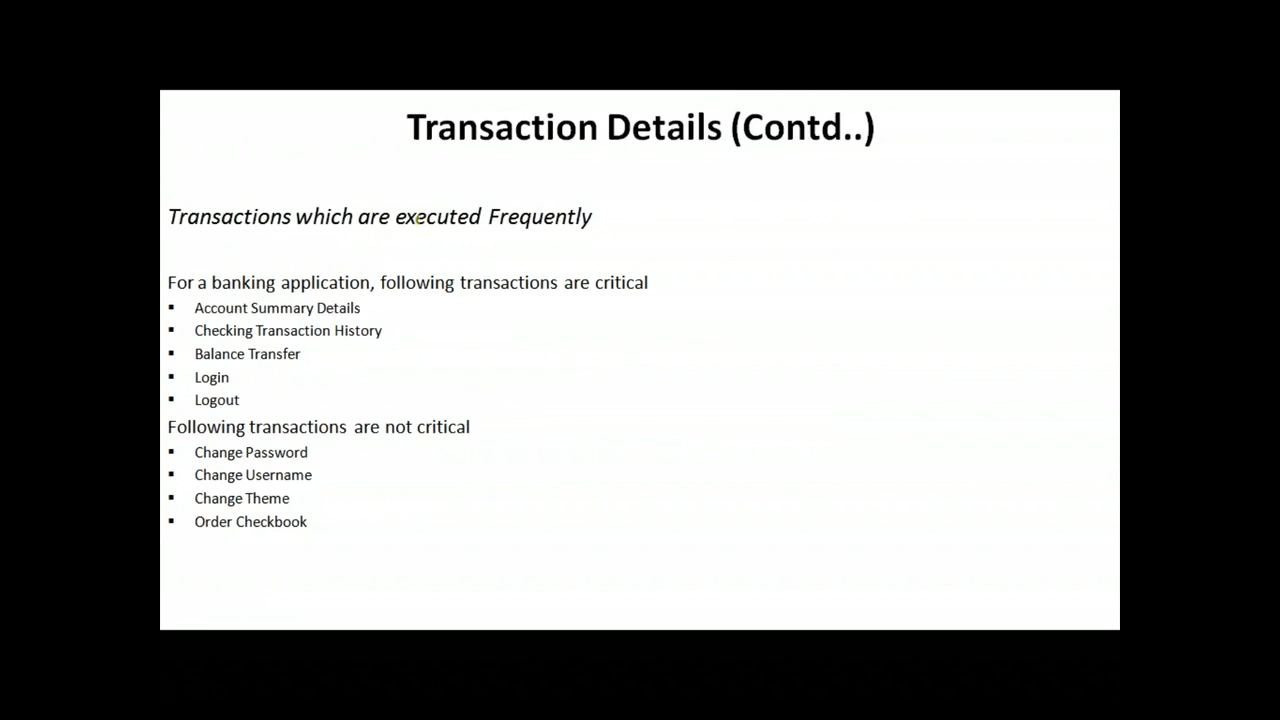 Transaction Details (Contd..)
Transactions which are executed Frequently
For a banking application, following transactions are critical
▪ Account Summary Details
▪ Checking Transaction History
▪ Balance Transfer
▪ Login
▪ Logout
Following transactions are not critical
▪ Change Password
▪ Change Username
▪ Change Theme
▪ Order Checkbook